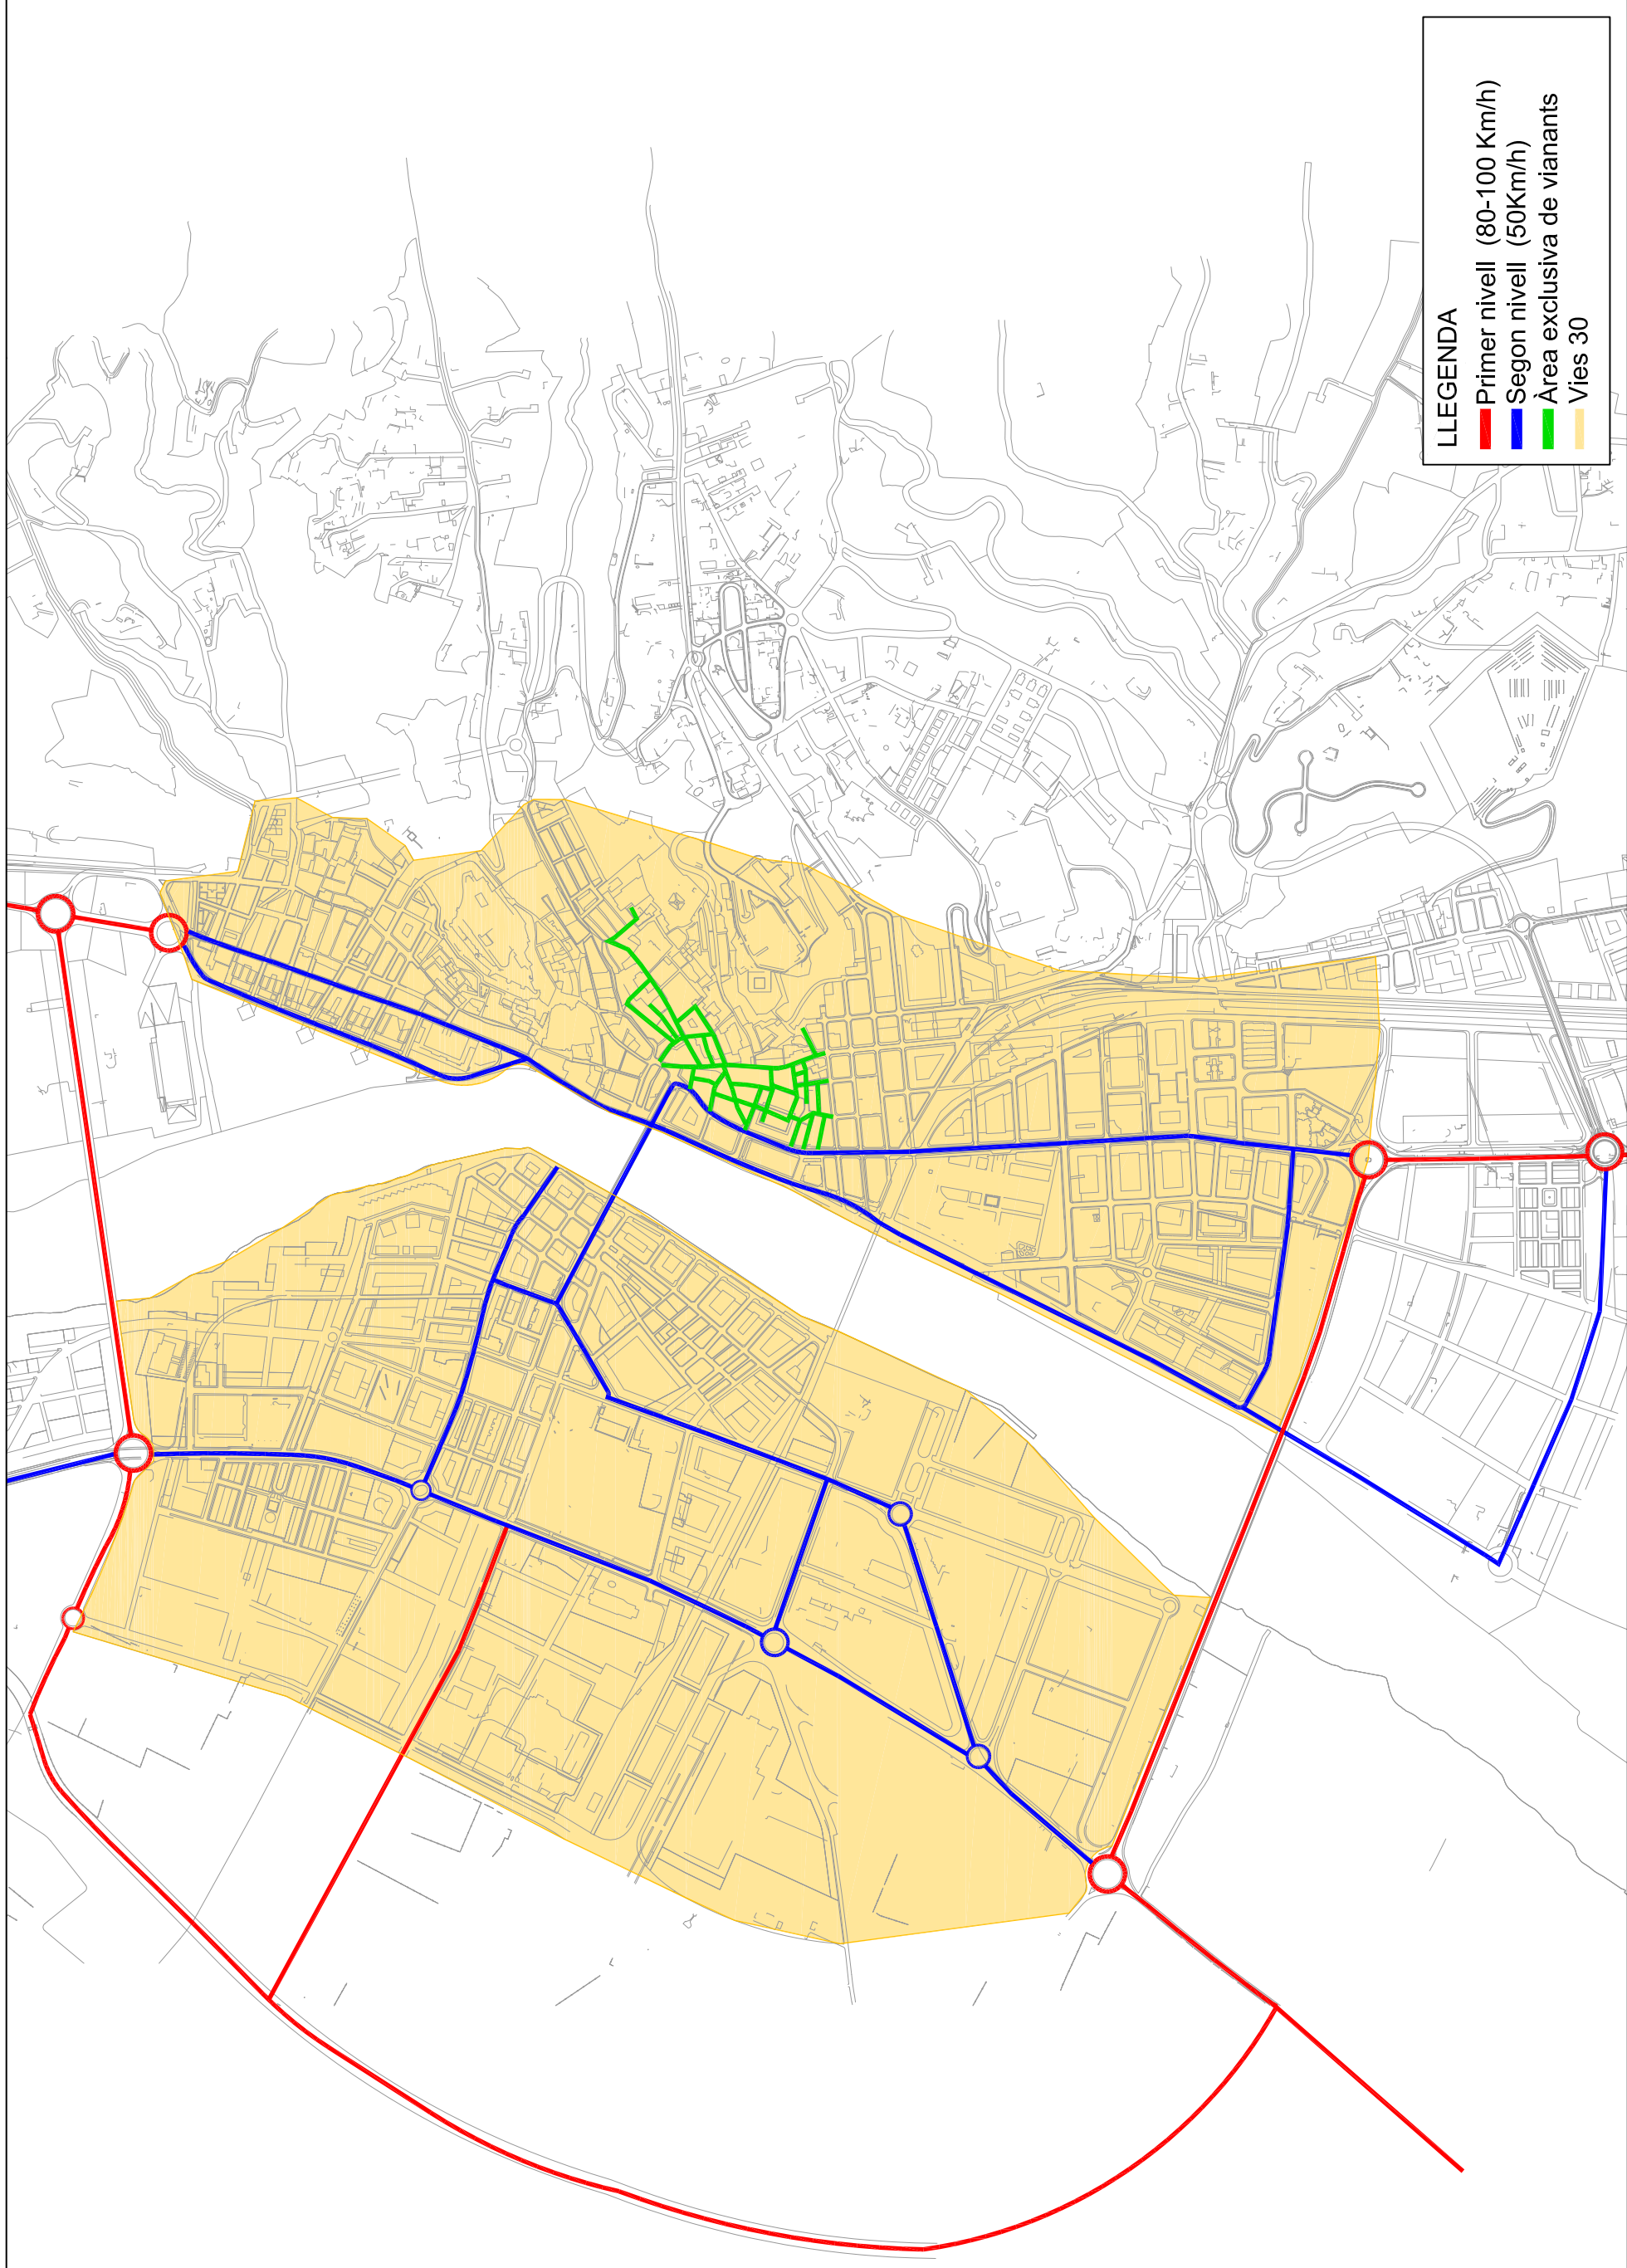 LLEGENDA
Primer nivell (80-100 Km/h)
Segon nivell (50Km/h)
Àrea exclusiva de vianants
Vies 30